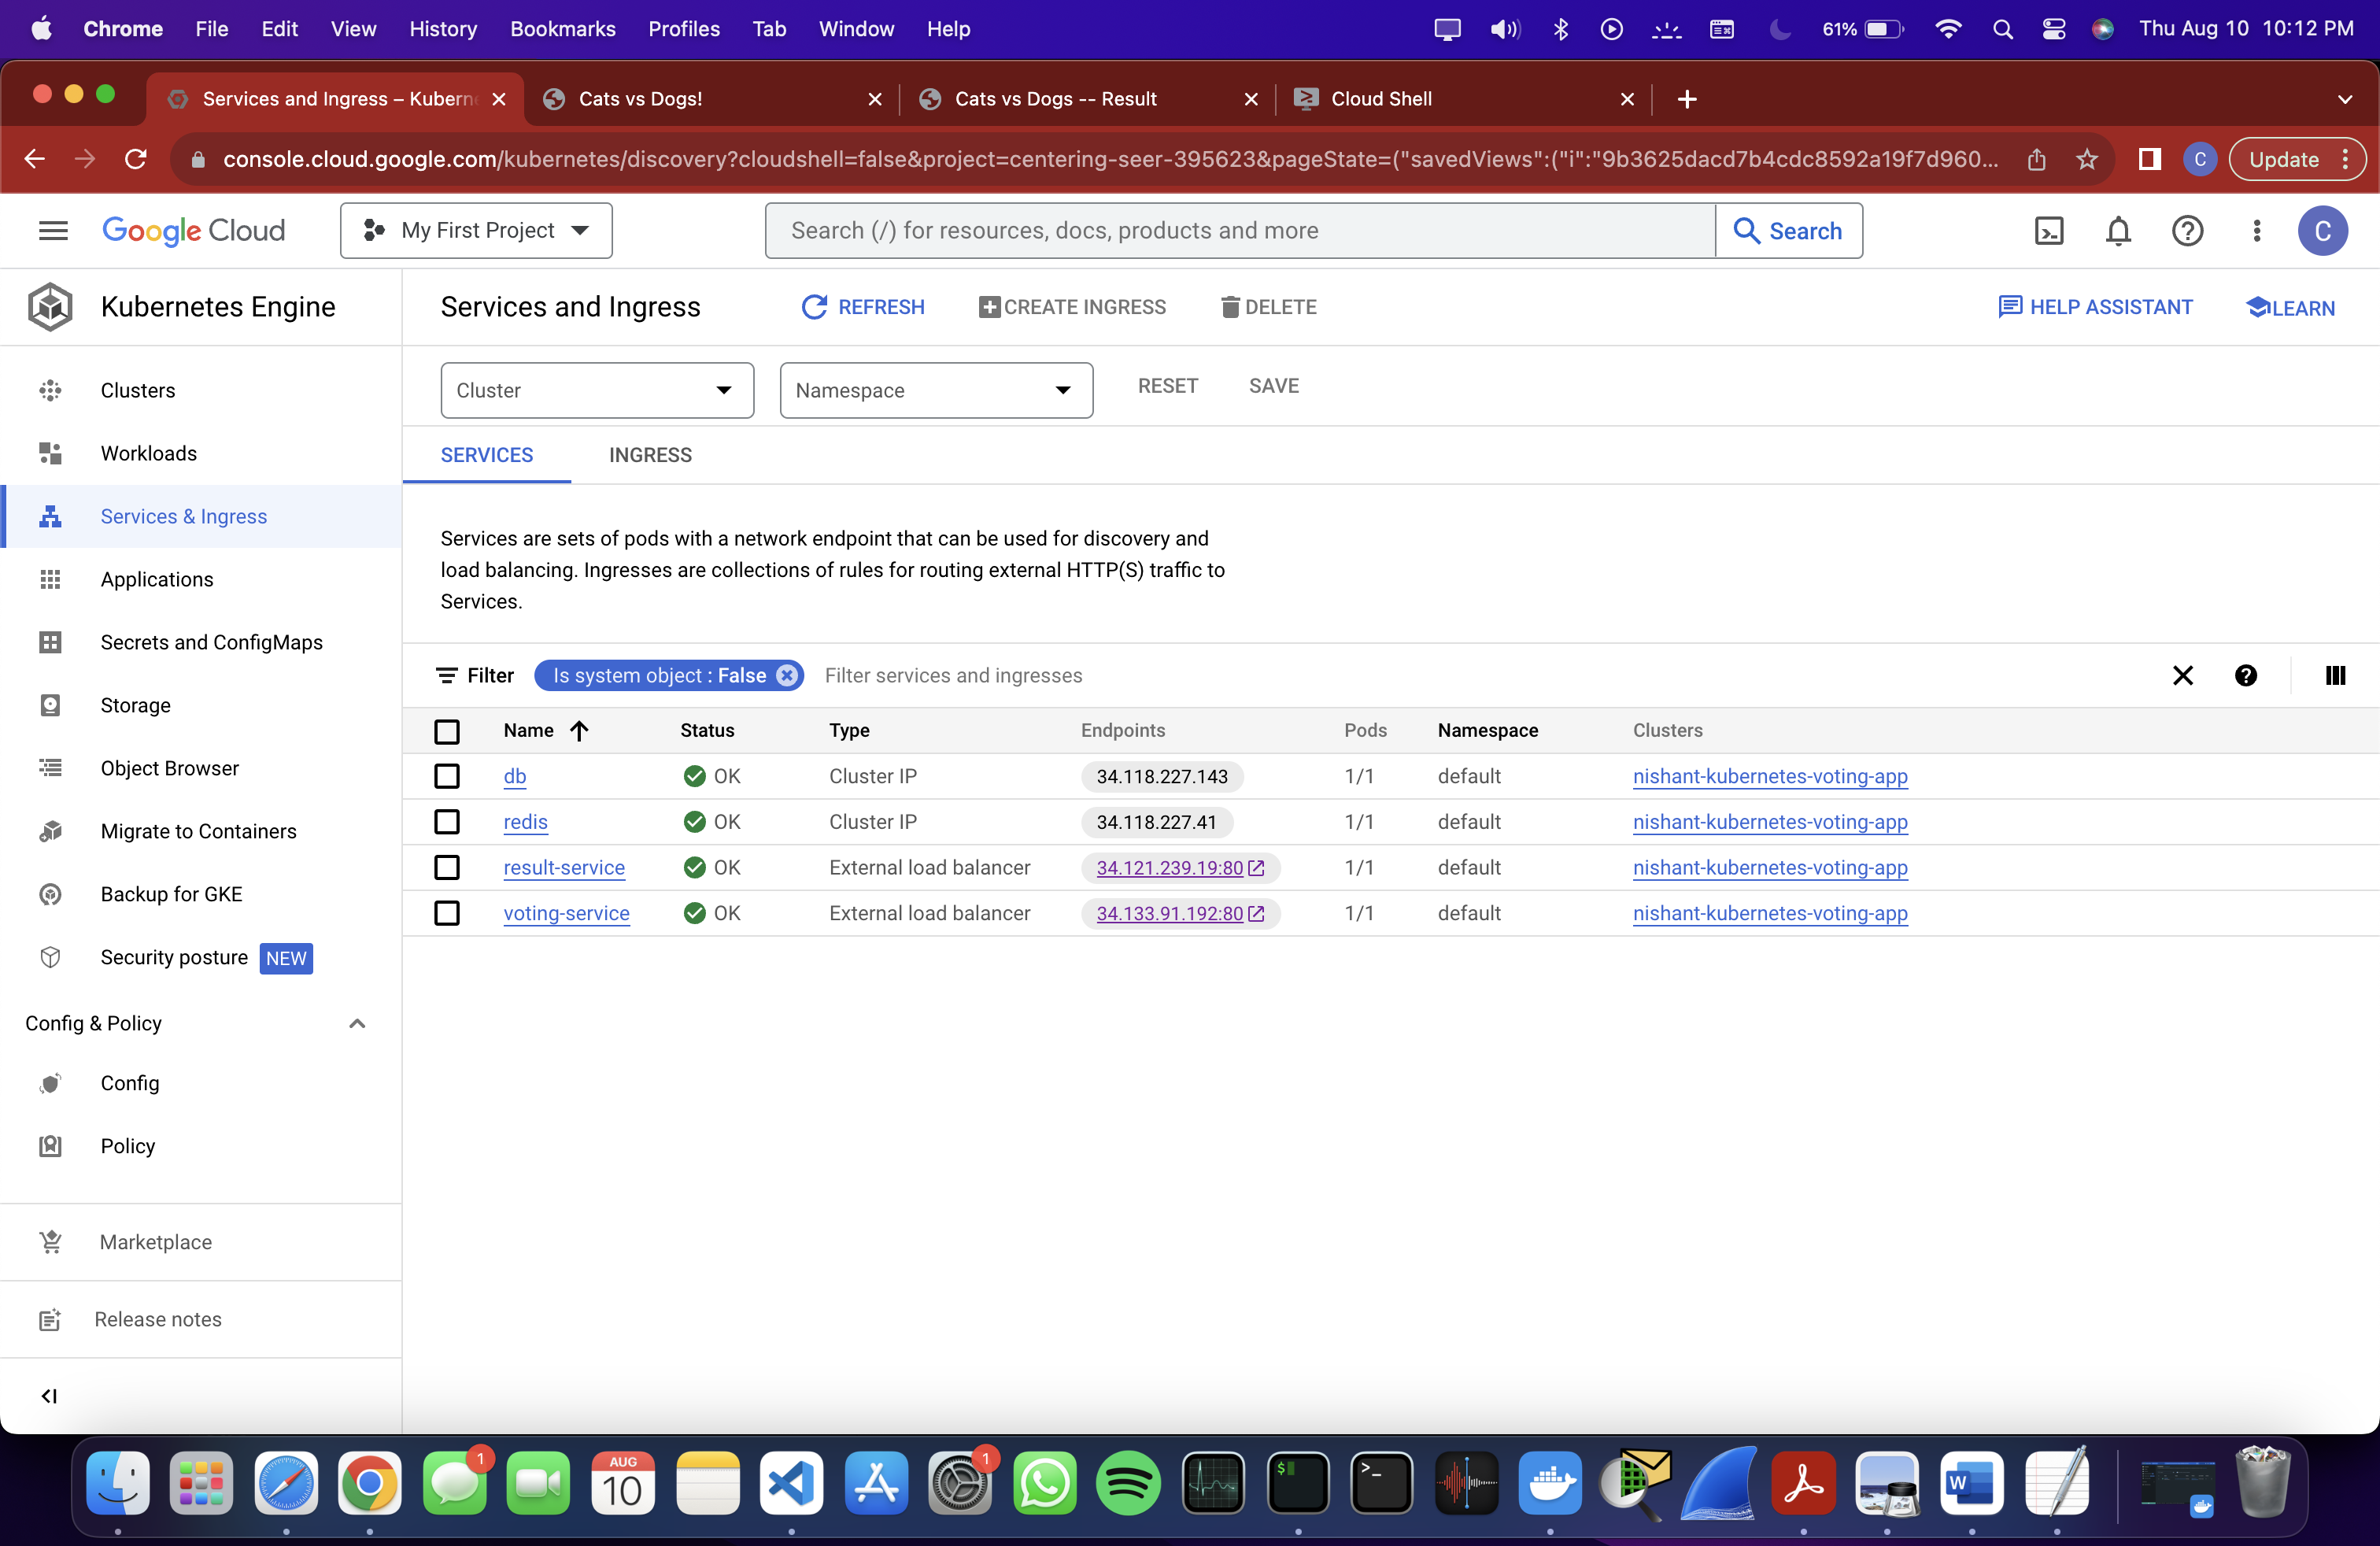 Chrome File Edit View History Bookmarks Profiles Tab Window Help 61% Thu Aug 10 10:12 PM
Services and Ingress – Kuberne Cats vs Dogs! Cats vs Dogs -- Result Cloud Shell
console.cloud.google.com/kubernetes/discovery?cloudshell=false&project=centering-seer-395623&pageState=("savedViews":("i":"9b3625dacd7b4cdc8592a19f7d960... C Update
Google Cloud My First Project Search (/) for resources, docs, products and more Search C
Kubernetes Engine
Services and Ingress REFRESH CREATE INGRESS DELETE HELP ASSISTANT LEARN
Clusters
Workloads
Services & Ingress
Applications
Secrets and ConfigMaps
Storage
Object Browser
Migrate to Containers
Backup for GKE
Security posture NEW
Config & Policy
Config
Policy
Marketplace
Release notes
Cluster Namespace RESET SAVE
SERVICES INGRESS
Services are sets of pods with a network endpoint that can be used for discovery and
load balancing. Ingresses are collections of rules for routing external HTTP(S) traffic to
Services.
Filter Is system object : False Filter services and ingresses
Name Status Type Endpoints Pods Namespace Clusters
db OK Cluster IP 34.118.227.143 1/1 default nishant-kubernetes-voting-app
redis OK Cluster IP 34.118.227.41 1/1 default nishant-kubernetes-voting-app
result-service OK External load balancer 34.121.239.19:80 1/1 default nishant-kubernetes-voting-app
voting-service OK External load balancer 34.133.91.192:80 1/1 default nishant-kubernetes-voting-app
1 AUG 10 1 $ >_ W